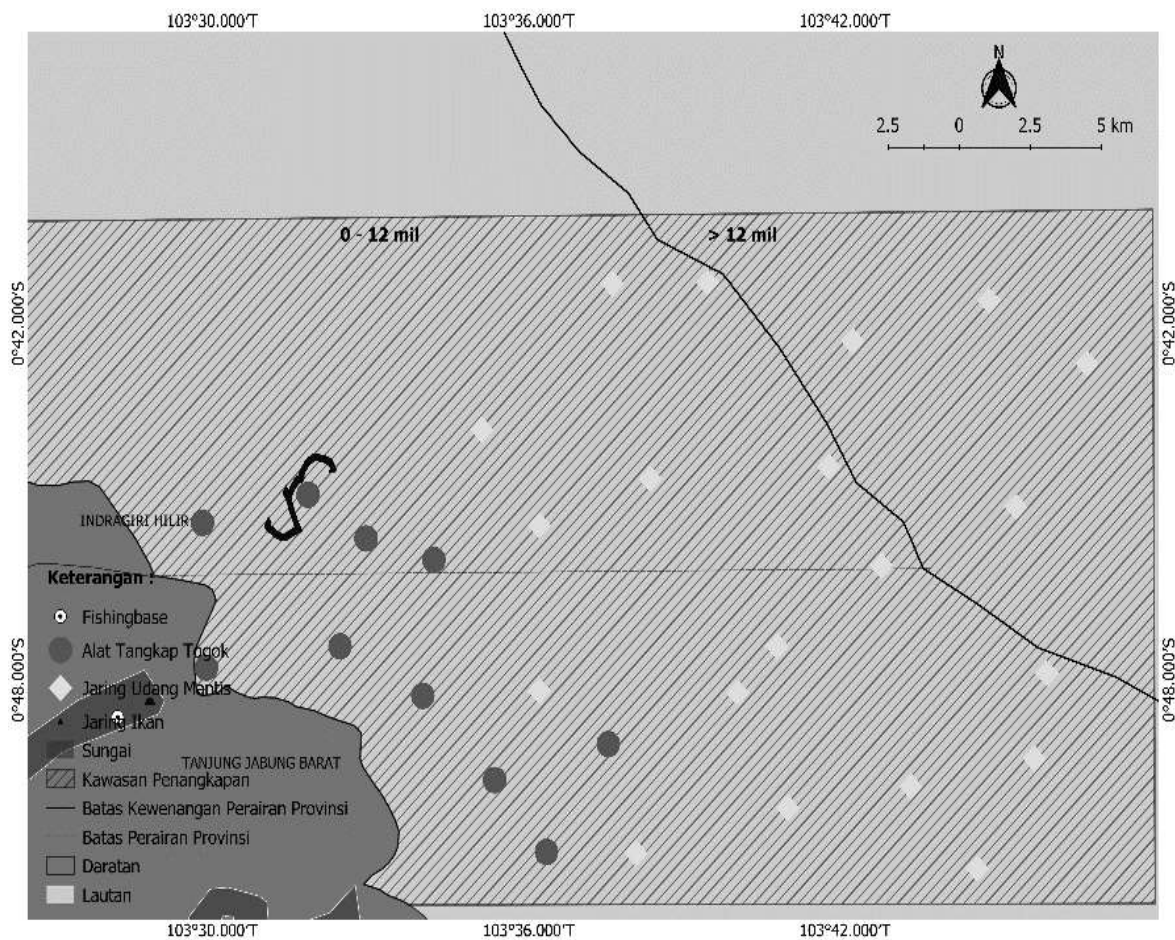 103°30.000'T 103°36.000'T 103°42.000'T
N
2.5 0 2.5 5 km
0 - 12 mil > 12 mil
0°42.000'S 0°42.000'S
INDRAGIRI HILIR
Keterangan :
Fishingbase
Alat Tangkap Togok
Jaring Udang Mantis
Jaring Ikan
Sungai
TANJUNG JABUNG BARAT
Kawasan Penangkapan
Batas Kewenangan Perairan Provinsi
Batas Perairan Provinsi
Daratan
Lautan
0°48.000'S 0°48.000'S
103°30.000'T 103°36.000'T 103°42.000'T